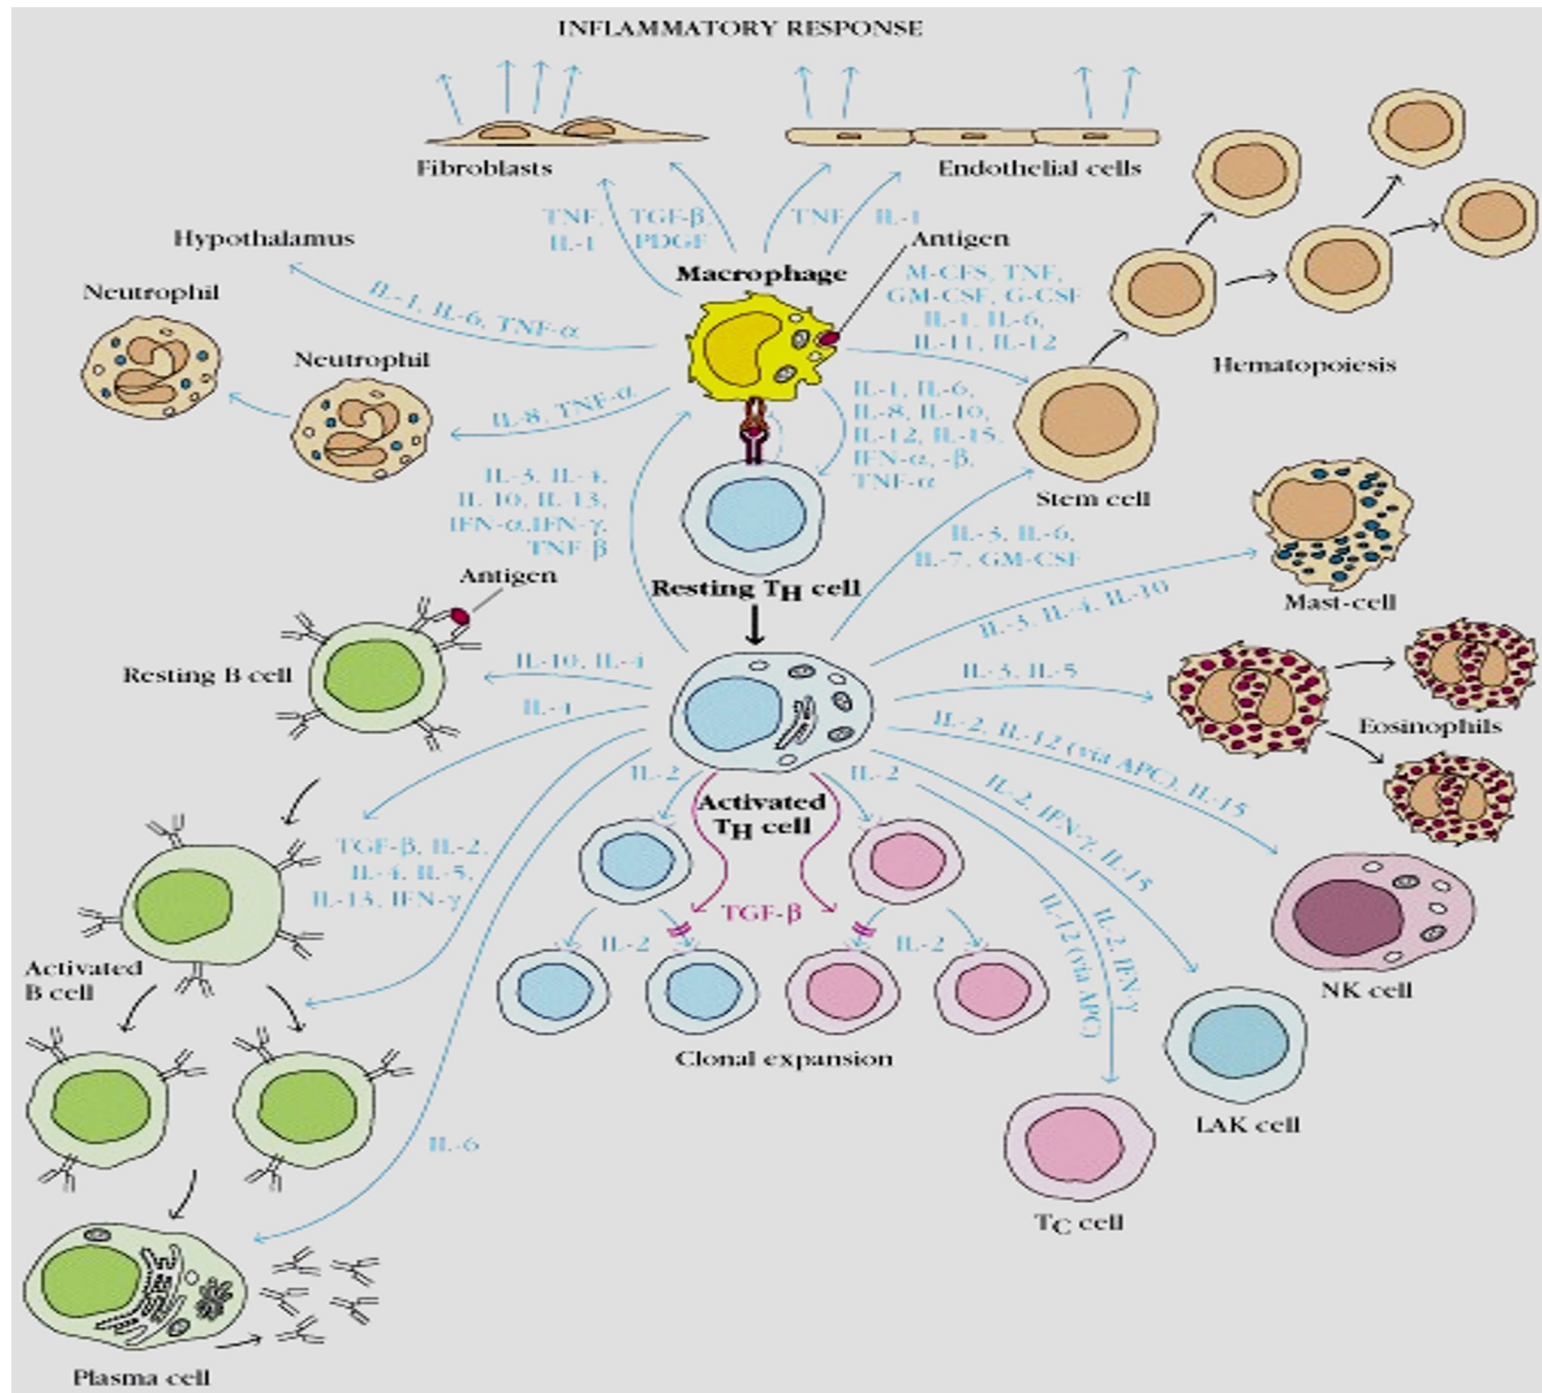 INFLAMMATORY RESPONSE
Fibroblasts
Endothelial cells
TNF,
IL-1
TGF-β,
PDGF
TNF
IL-1
Hypothalamus
Antigen
Macrophage
M-CFS, TNF,
GM-CSF, G-CSF
IL-1, IL-6,
IL-11, IL-12
Neutrophil
IL-1, IL-6, TNF-α
Neutrophil
Hematopoiesis
IL-8, TNF-α
IL-1, IL-6,
IL-8, IL-10,
IL-12, IL-15,
IFN-α, -β,
TNF-α
IL-3, IL-4,
IL 10, IL-13,
IFN-α,IFN-γ,
TNF β
Stem cell
IL-3, IL-6,
IL-7, GM-CSF
Antigen
Resting TH cell
IL-3, IL-4, IL-10
Mast-cell
Resting B cell
IL-10, IL-4
IL-4
IL-3, IL-5
Eosinophils
IL-2, IL-12 (via APC), IL-15
IL-2
IL-2
Activated
TH cell
IL-2, IFN-γ, IL-15
TGF-β, IL-2,
IL-4, IL-5,
IL-13, IFN-γ
TGF-β
IL-2
IL-2
IL-2, IFN-γ
IL-12 (via APC)
Activated
B cell
NK cell
Clonal expansion
LAK cell
IL-6
TC cell
Plasma cell